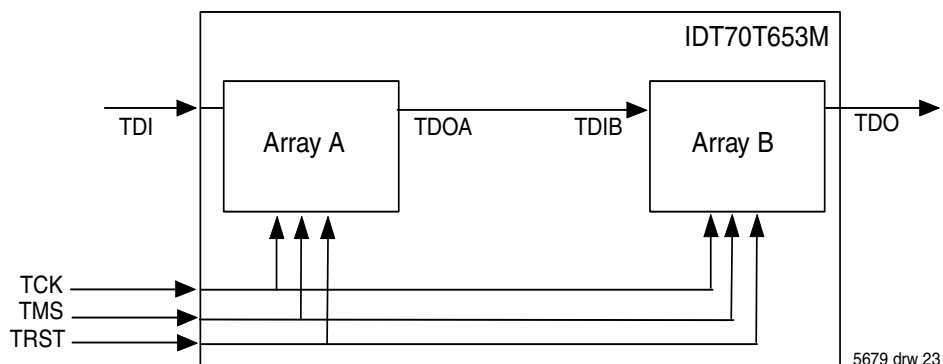 IDT70T653M
TDI
Array A
TDOA
TDIB
Array B
TDO
TCK
TMS
TRST
5679 drw 23